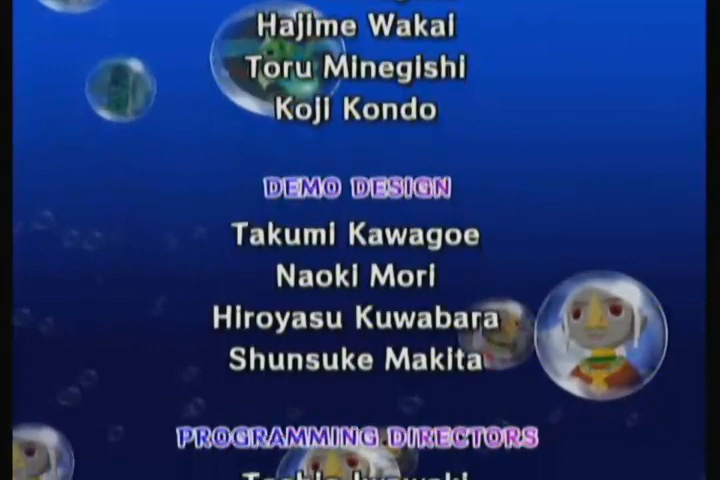 Hajime Wakai
Toru Minegishi
Koji Kondo
DEMO DESIGN
Takumi Kawagoe
Naoki Mori
Hiroyasu Kuwabara
Shunsuke Makita
PROGRAMMING DIRECTORS